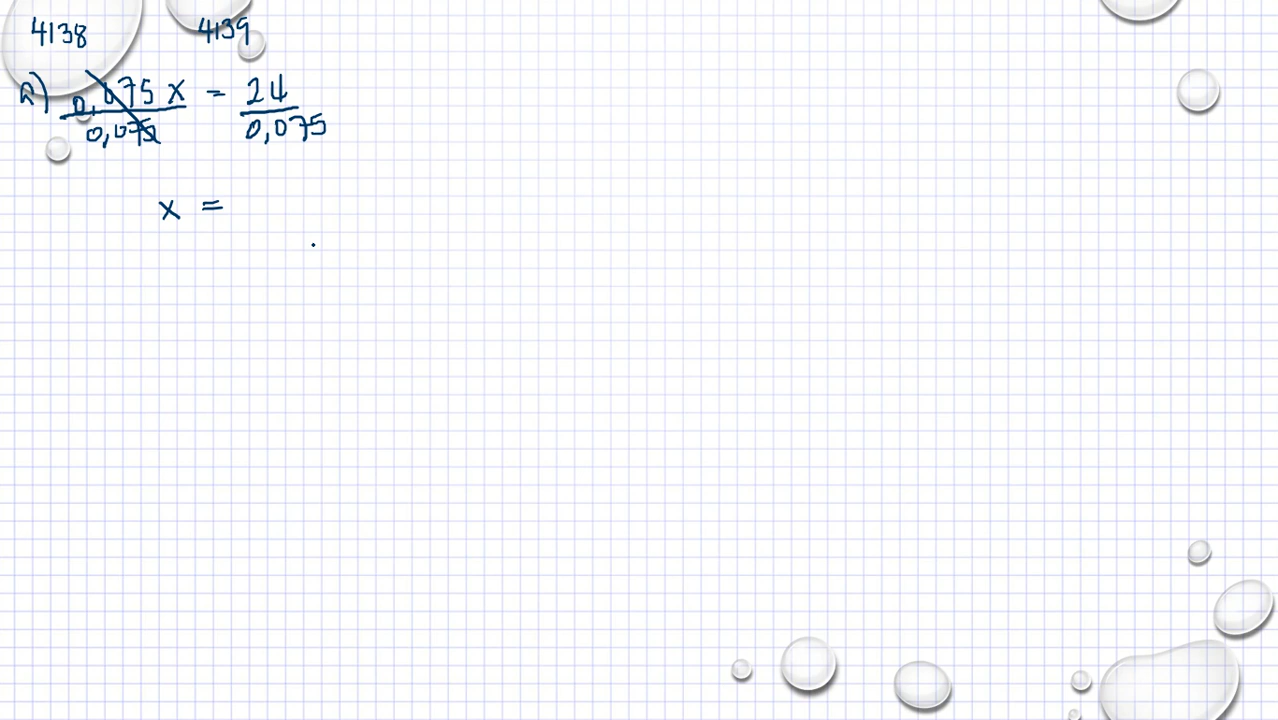 4138 4139
a) 0,075 x = 24
0,075 0,075
x =